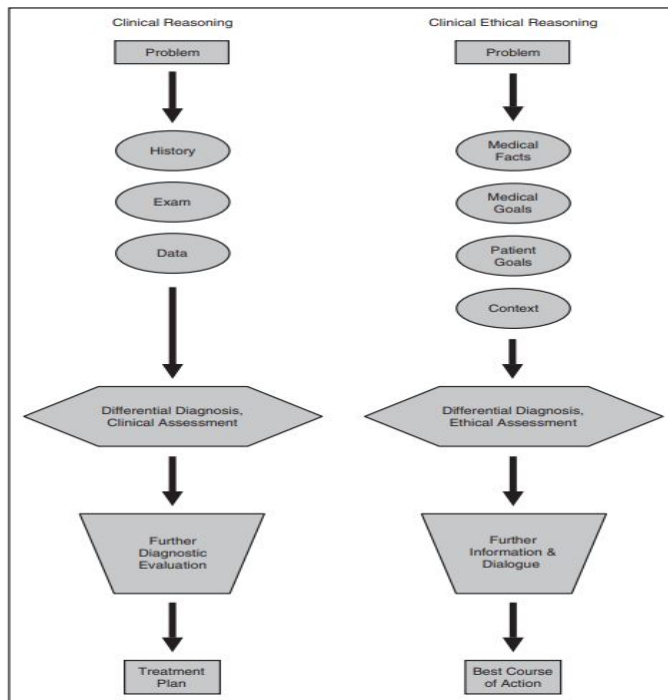 Clinical Reasoning
Problem
History
Exam
Data
Differential Diagnosis,
Clinical Assessment
Further
Diagnostic
Evaluation
Treatment
Plan
Clinical Ethical Reasoning
Problem
Medical
Facts
Medical
Goals
Patient
Goals
Context
Differential Diagnosis,
Ethical Assessment
Further
Information &
Dialogue
Best Course
of Action